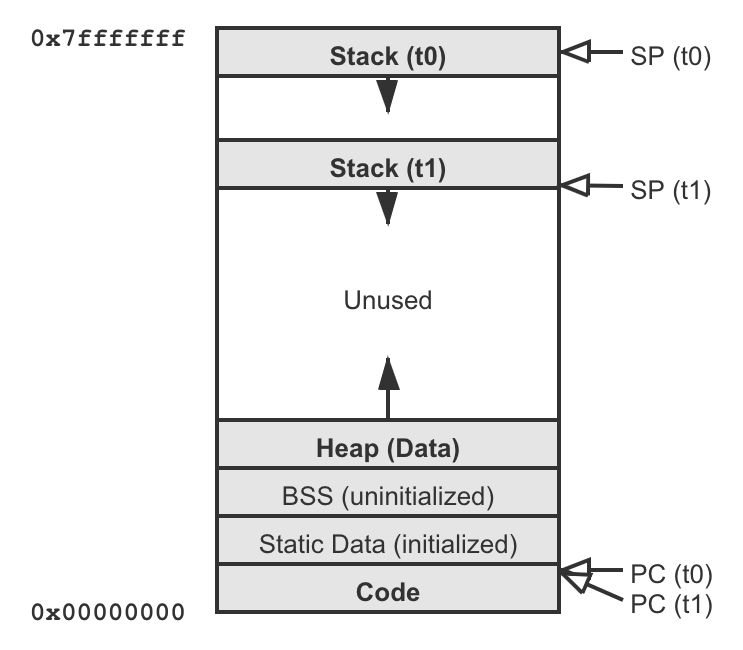 0x7fffffff
Stack (t0)
SP (t0)
Stack (t1)
SP (t1)
Unused
Heap (Data)
BSS (uninitialized)
Static Data (initialized)
PC (t0)
Code
PC (t1)
0x00000000